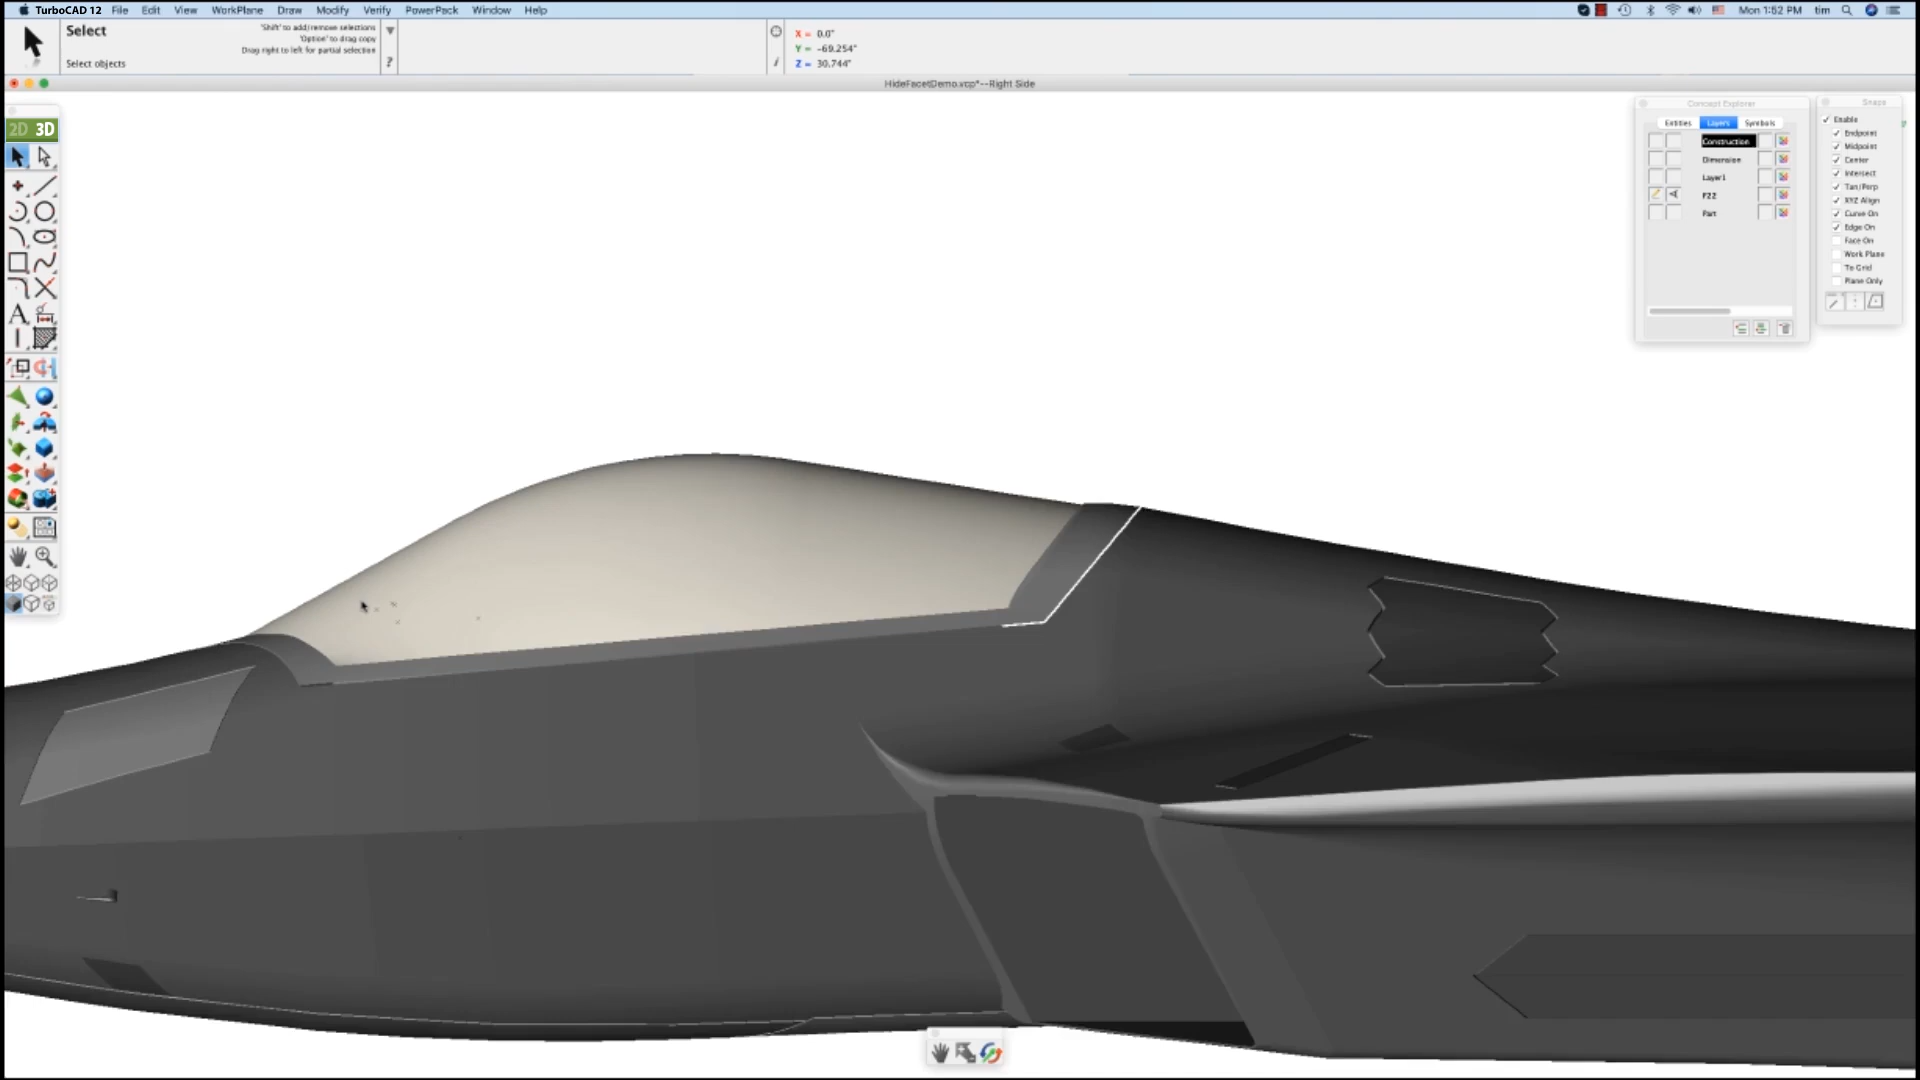 TurboCAD 12 File Edit View WorkPlane Draw Modify Verify PowerPack Window Help Mon 1:52 PM tim
Select
'Shift' to add/remove selections
'Option' to drag copy
Drag right to left for partial selection
Select objects
?
i
X = 0.0"
Y = -69.254"
Z = 30.744"
HideFacetDemo.vcp*--Right Side
2D 3D
A
Concept Explorer
Entities Layers Symbols
Construction
Dimension
Layer1
F22
Part
Snaps
Enable
Endpoint
Midpoint
Center
Intersect
Tan/Perp
XYZ Align
Curve On
Edge On
Face On
Work Plane
To Grid
Plane Only